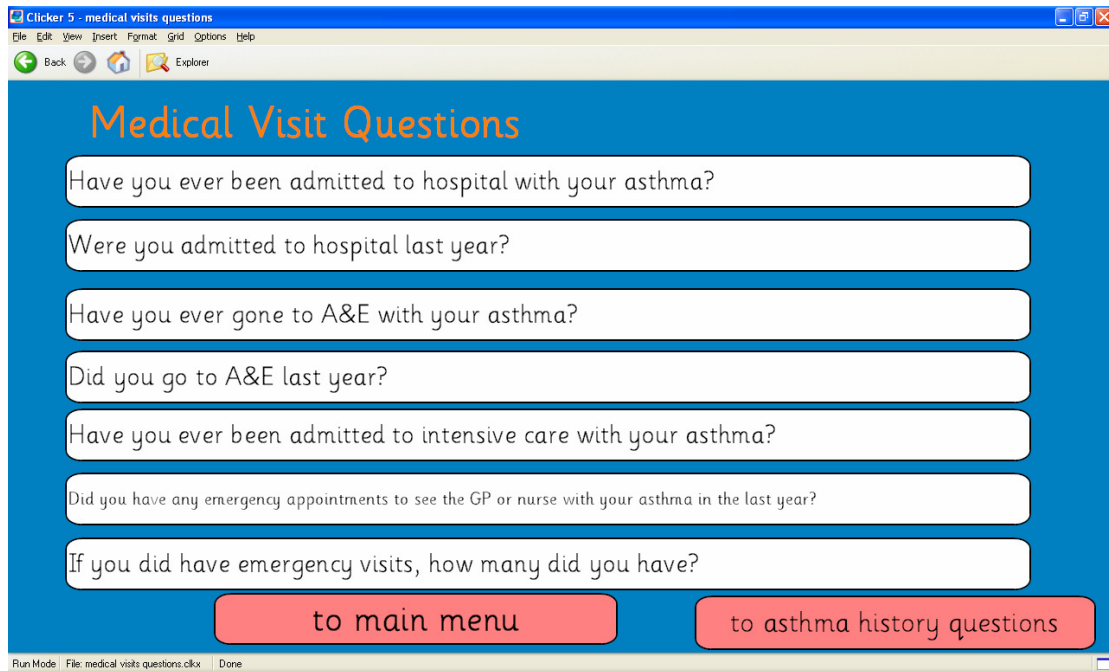 Clicker 5 - medical visits questions
File Edit View Insert Format Grid Options Help
Back Explorer
Medical Visit Questions
Have you ever been admitted to hospital with your asthma?
Were you admitted to hospital last year?
Have you ever gone to A&E with your asthma?
Did you go to A&E last year?
Have you ever been admitted to intensive care with your asthma?
Did you have any emergency appointments to see the GP or nurse with your asthma in the last year?
If you did have emergency visits, how many did you have?
to main menu
to asthma history questions
Run Mode File: medical visits questions.clkx Done